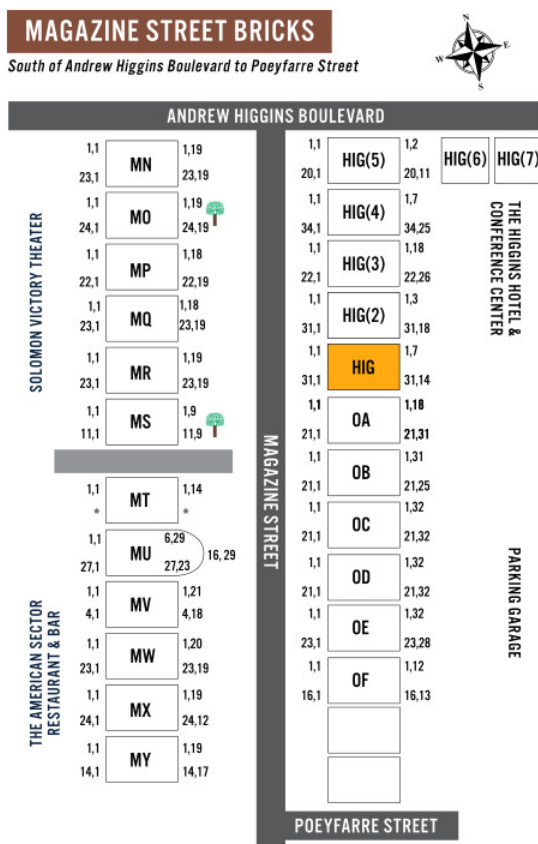 MAGAZINE STREET BRICKS
South of Andrew Higgins Boulevard to Poeyfarre Street
N
W E
S
ANDREW HIGGINS BOULEVARD
SOLOMON VICTORY THEATER
1,1 MN 1,19
23,1 23,19
1,1 MO 1,19
24,1 24,19
1,1 MP 1,18
22,1 22,19
1,1 MQ 1,18
23,1 23,19
1,1 MR 1,19
23,1 23,19
1,1 MS 1,9
11,1 11,9
THE AMERICAN SECTOR
RESTAURANT & BAR
1,1 MT 1,14
* *
1,1 MU 6,29
16, 29
27,1 27,23
1,1 MV 1,21
4,1 4,18
1,1 MW 1,20
23,1 23,19
1,1 MX 1,19
24,1 24,12
1,1 MY 1,19
14,1 14,17
MAGAZINE STREET
1,1 HIG(5) 1,2 HIG(6) HIG(7)
20,1 20,11
1,1 HIG(4) 1,7
34,1 34,25
1,1 HIG(3) 1,18
22,1 22,26
1,1 HIG(2) 1,3
31,1 31,18
1,1 HIG 1,7
31,1 31,14
1,1 OA 1,18
21,1 21,31
1,1 OB 1,31
21,1 21,25
1,1 OC 1,32
21,1 21,32
1,1 OD 1,32
21,1 21,32
1,1 OE 1,32
23,1 23,28
1,1 OF 1,12
16,1 16,13
THE HIGGINS HOTEL &
CONFERENCE CENTER
PARKING GARAGE
POEYFARRE STREET